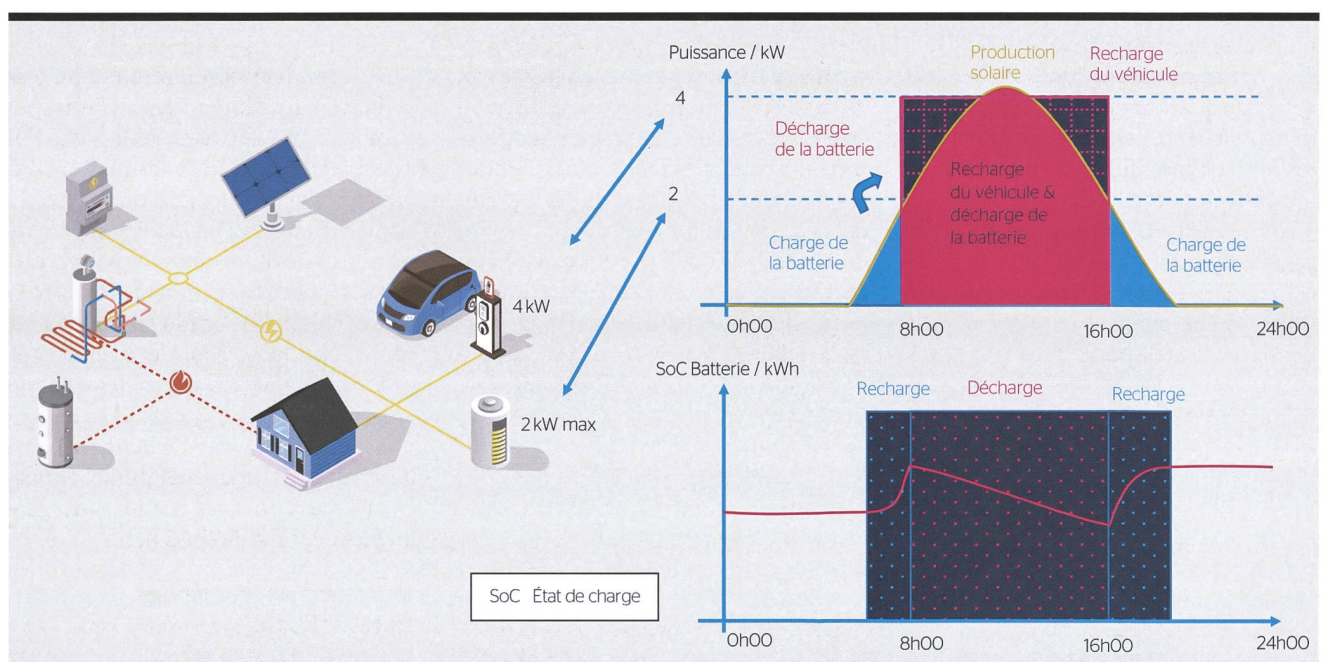 Puissance / kW
Production
solaire
Recharge
du véhicule
4
Décharge
de la batterie
Recharge
du véhicule &
décharge de
la batterie
2
Charge de
la batterie
Charge de
la batterie
0h00
8h00
16h00
24h00
4 kW
2 kW max
SoC Batterie / kWh
Recharge
Décharge
Recharge
SoC État de charge
0h00
8h00
16h00
24h00